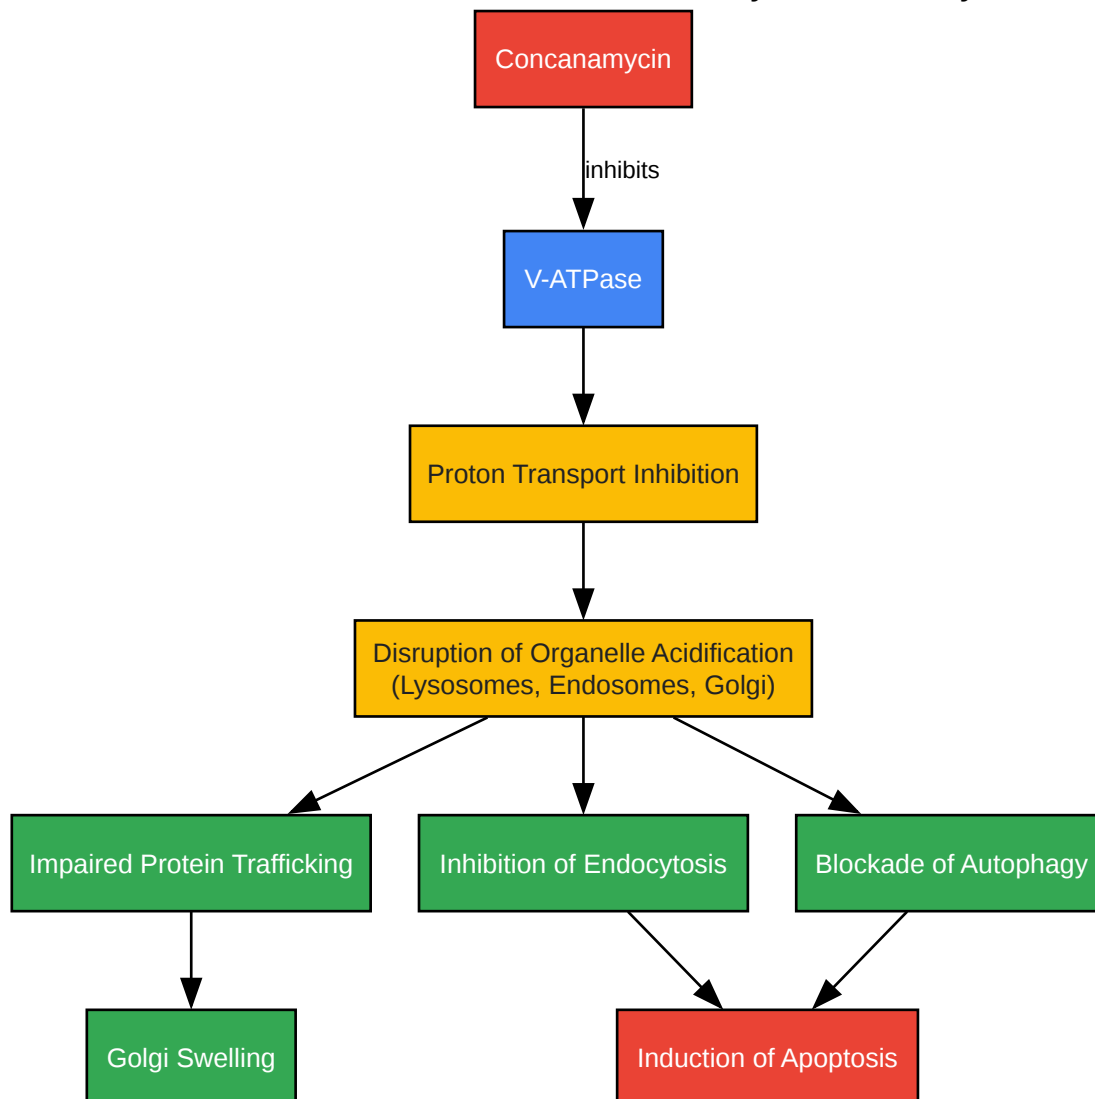 Concanamycin
inhibits
V-ATPase
Proton Transport Inhibition
Disruption of Organelle Acidification
(Lysosomes, Endosomes, Golgi)
Impaired Protein Trafficking
Inhibition of Endocytosis
Blockade of Autophagy
Golgi Swelling
Induction of Apoptosis